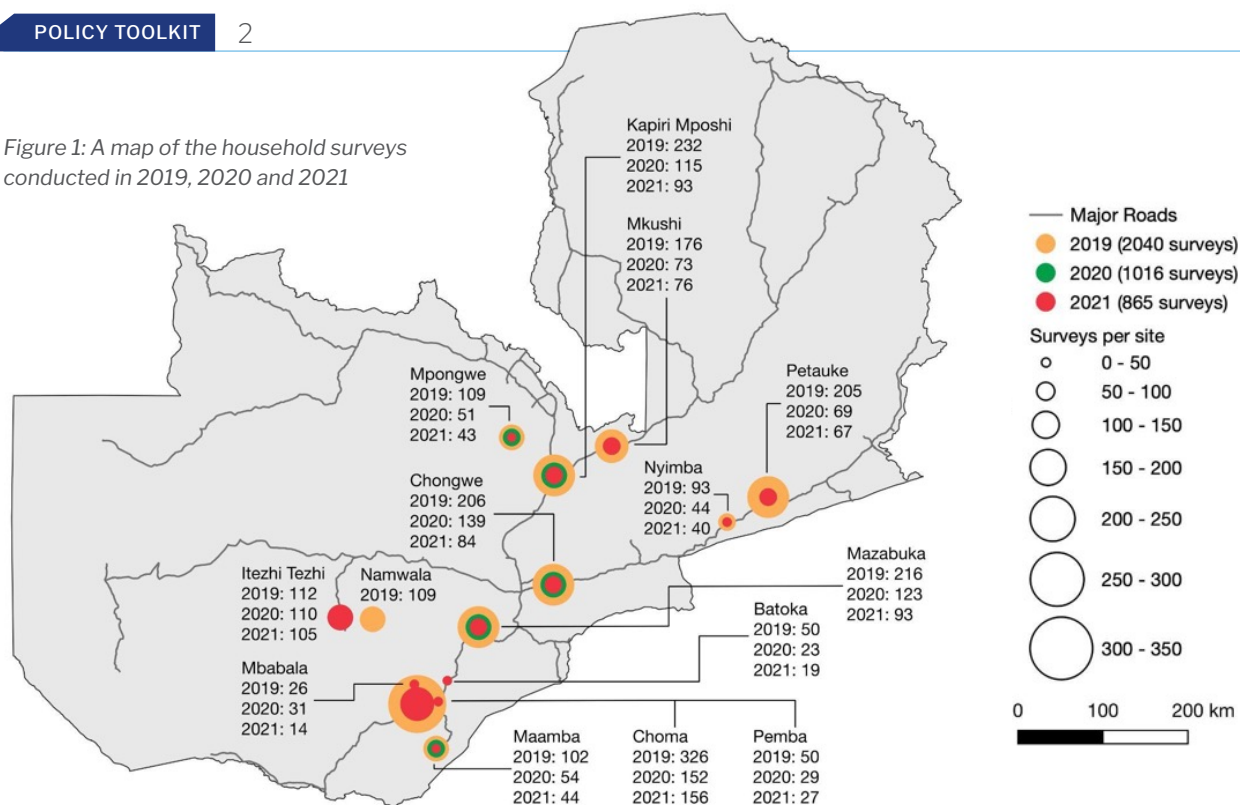 POLICY TOOLKIT 2
Figure 1: A map of the household surveys
conducted in 2019, 2020 and 2021
Kapiri Mposhi
2019: 232
2020: 115
2021: 93
Mkushi
2019: 176
2020: 73
2021: 76
Mpongwe
2019: 109
2020: 51
2021: 43
Petauke
2019: 205
2020: 69
2021: 67
Chongwe
2019: 206
2020: 139
2021: 84
Nyimba
2019: 93
2020: 44
2021: 40
Itezhi Tezhi
2019: 112
2020: 110
2021: 105
Namwala
2019: 109
Mazabuka
2019: 216
2020: 123
2021: 93
Batoka
2019: 50
2020: 23
2021: 19
Mbabala
2019: 26
2020: 31
2021: 14
Maamba
2019: 102
2020: 54
2021: 44
Choma
2019: 326
2020: 152
2021: 156
Pemba
2019: 50
2020: 29
2021: 27
Major Roads
2019 (2040 surveys)
2020 (1016 surveys)
2021 (865 surveys)
Surveys per site
0 - 50
50 - 100
100 - 150
150 - 200
200 - 250
250 - 300
300 - 350
0 100 200 km